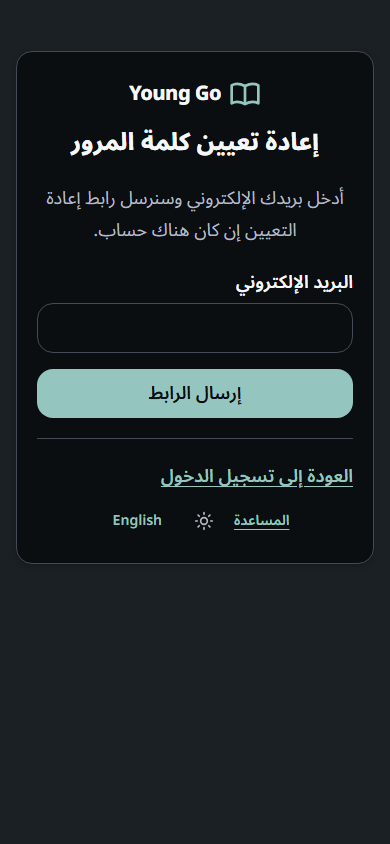 Young Go
إعادة تعيين كلمة المرور
أدخل بريدك الإلكتروني وسنرسل رابط إعادة
التعيين إن كان هناك حساب.
البريد الإلكتروني
إرسال الرابط
العودة إلى تسجيل الدخول
المساعدة English